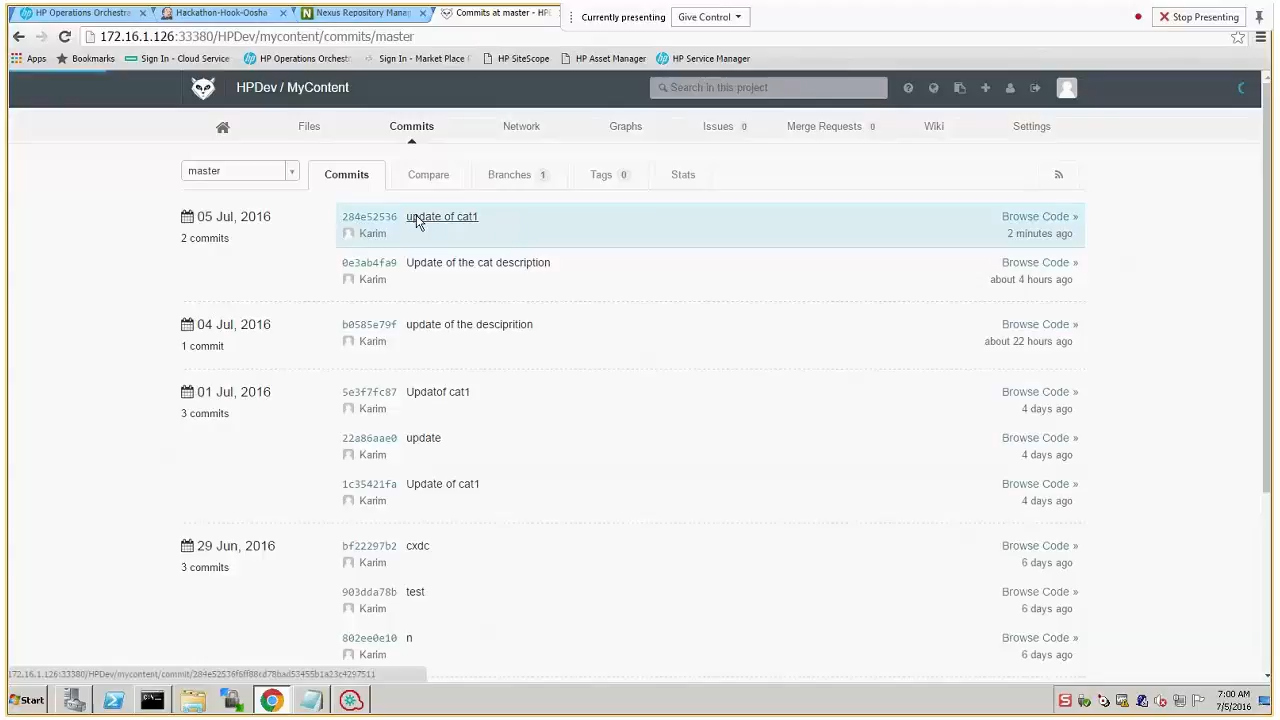 HP Operations Orchestre
Hackathon-Hook-Oosha
Nexus Repository Mana
Commits at master - HP
Currently presenting
Give Control
Stop Presenting
172.16.1.126:33380/HPDev/mycontent/commits/master
Apps
Bookmarks
Sign In - Cloud Service
HP Operations Orchest
Sign In - Market Place
HP SiteScope
HP Asset Manager
HP Service Manager
HPDev / MyContent
Search in this project
Files
Commits
Network
Graphs
Issues 0
Merge Requests 0
Wiki
Settings
master
Commits
Compare
Branches 1
Tags 0
Stats
05 Jul, 2016
2 commits
284e52536 update of cat1
Browse Code »
Karim
2 minutes ago
0e3ab4fa9 Update of the cat description
Browse Code »
Karim
about 4 hours ago
04 Jul, 2016
1 commit
b0585e79f update of the desciprition
Browse Code »
Karim
about 22 hours ago
01 Jul, 2016
3 commits
5e3f7fc87 Updatof cat1
Browse Code »
Karim
4 days ago
22a86aae0 update
Browse Code »
Karim
4 days ago
1c35421fa Update of cat1
Browse Code »
Karim
4 days ago
29 Jun, 2016
3 commits
bf22297b2 cxdc
Browse Code »
Karim
6 days ago
903dda78b test
Browse Code »
Karim
6 days ago
802ee0e10 n
Browse Code »
Karim
6 days ago
Start
7:00 AM
7/5/2016